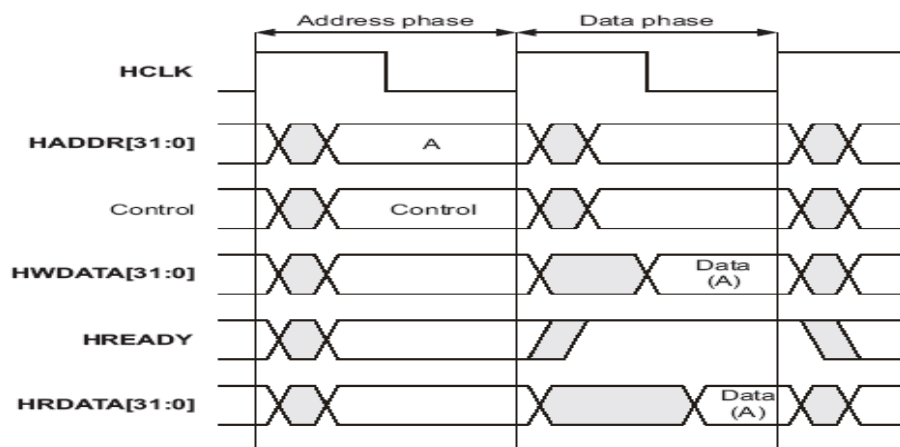 Address phase Data phase
HCLK
HADDR[31:0] A
Control Control
HWDATA[31:0] Data
(A)
HREADY
HRDATA[31:0] Data
(A)